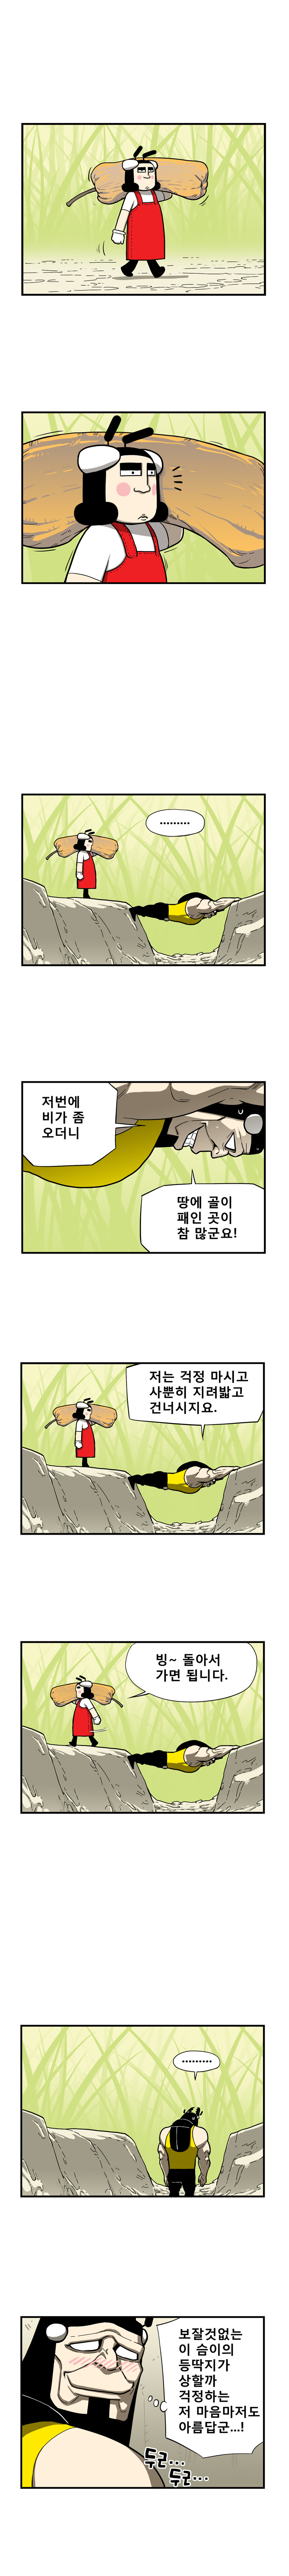 ………
저번에
비가 좀
오더니
땅에 골이
패인 곳이
참 많군요!
저는 걱정 마시고
사뿐히 지려밟고
건너시지요.
빙~ 돌아서
가면 됩니다.
………
보잘것없는
이 숨이의
등딱지가
상할까
걱정하는
저 마음마저도
아름답군...!
두근...
두근...